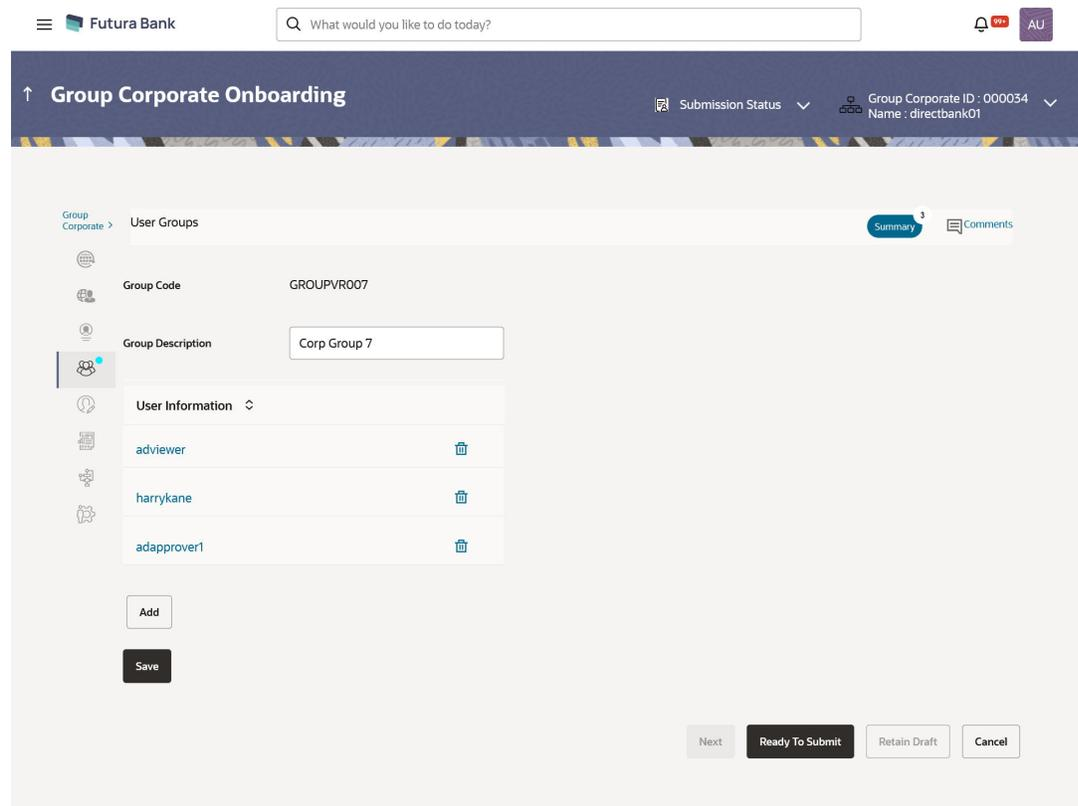 Futura Bank
What would you like to do today?
99+
AU
Group Corporate Onboarding
Submission Status
Group Corporate ID : 000034
Name : directbank01
Group
Corporate
User Groups
Summary
3
Comments
Group Code
GROUPVR007
Group Description
Corp Group 7
User Information
adviewer
harrykane
adapprover1
Add
Save
Next
Ready To Submit
Retain Draft
Cancel